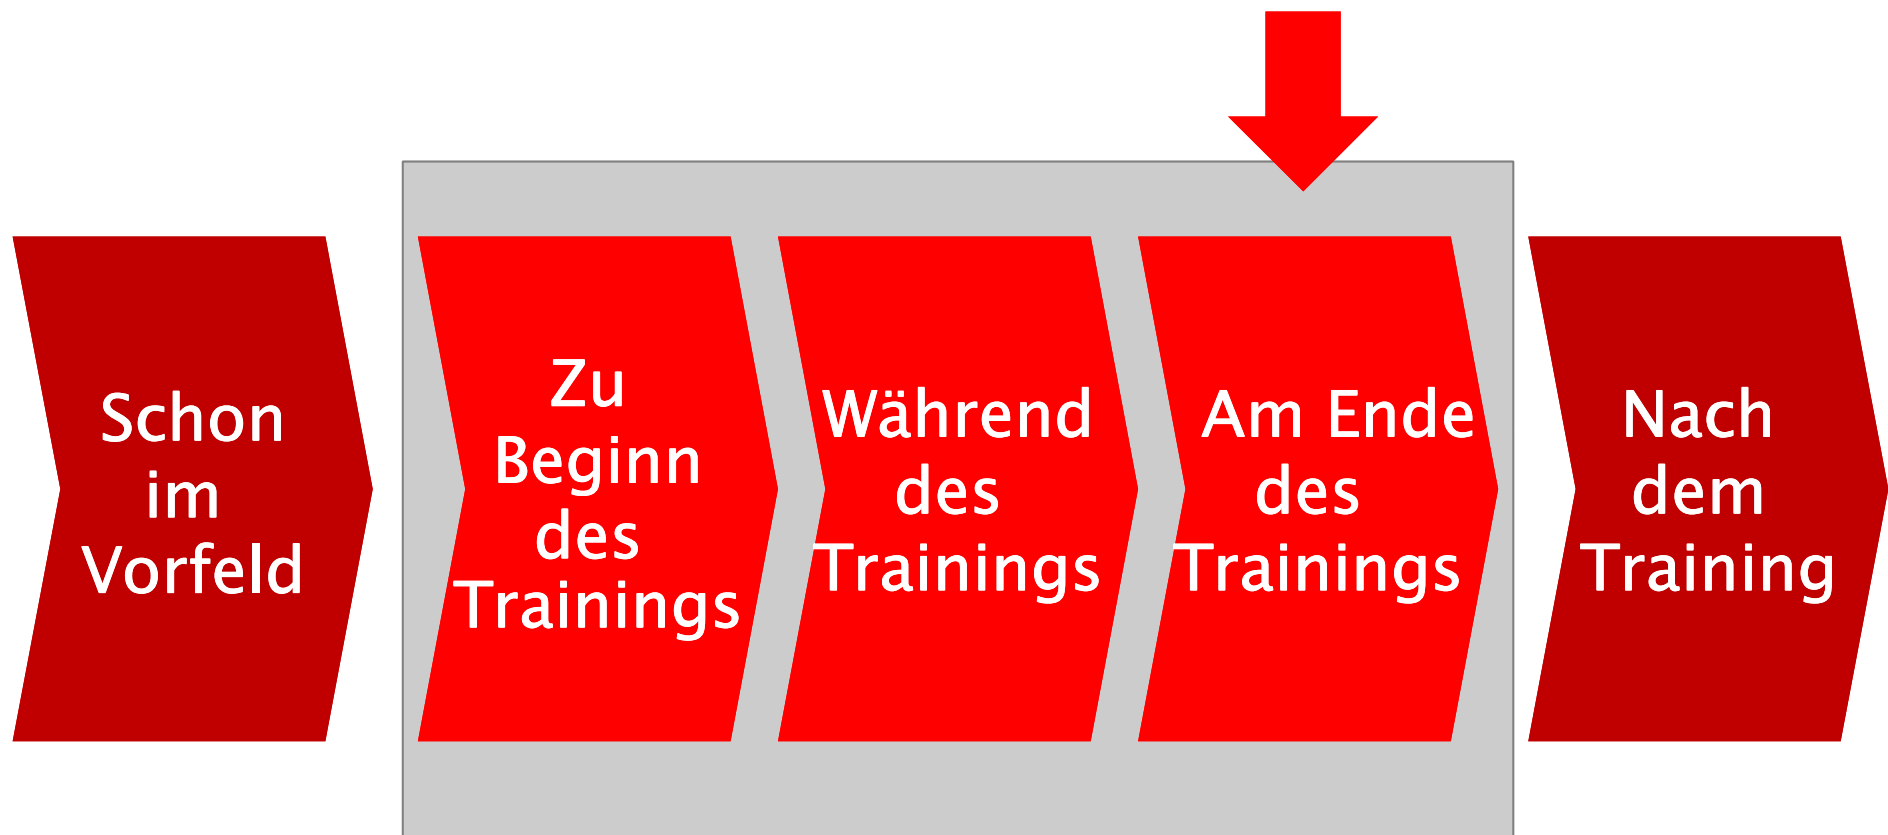 Schon
im
Vorfeld
Zu
Beginn
des
Trainings
Während
des
Trainings
Am Ende
des
Trainings
Nach
dem
Training